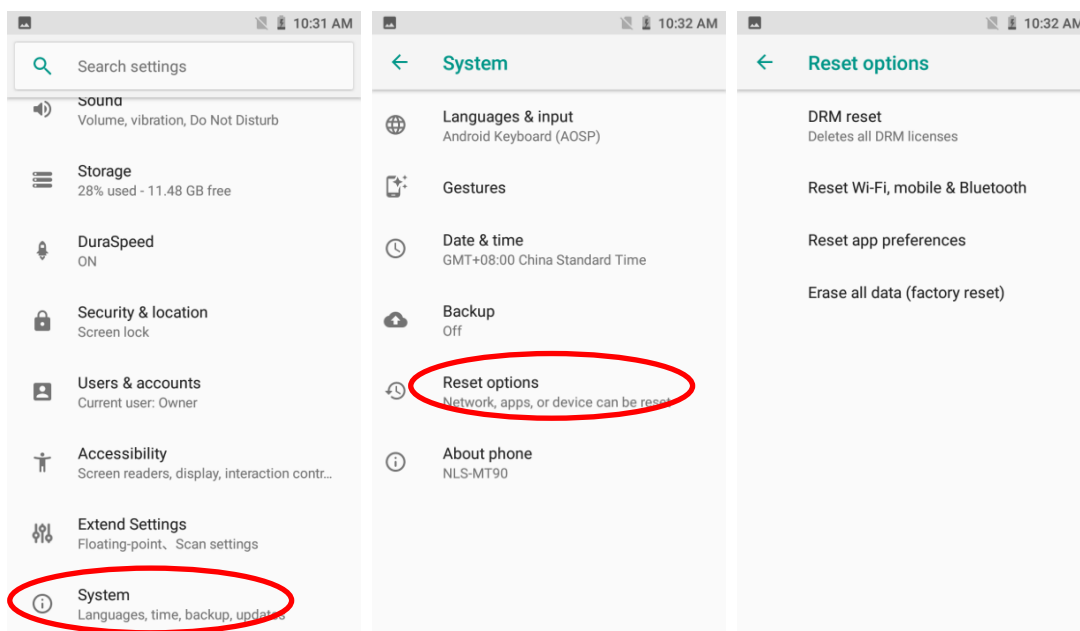 10:31 AM
Search settings
Sound
Volume, vibration, Do Not Disturb
Storage
28% used - 11.48 GB free
DuraSpeed
ON
Security & location
Screen lock
Users & accounts
Current user: Owner
Accessibility
Screen readers, display, interaction contr...
Extend Settings
Floating-point、Scan settings
System
Languages, time, backup, updates
10:32 AM
System
Languages & input
Android Keyboard (AOSP)
Gestures
Date & time
GMT+08:00 China Standard Time
Backup
Off
Reset options
Network, apps, or device can be reset
About phone
NLS-MT90
10:32 AM
Reset options
DRM reset
Deletes all DRM licenses
Reset Wi-Fi, mobile & Bluetooth
Reset app preferences
Erase all data (factory reset)